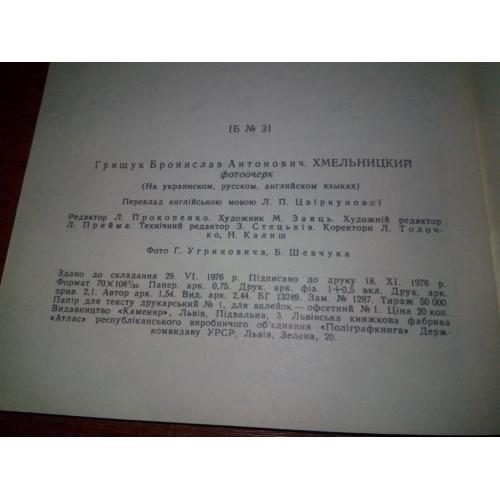 ІБ № 31
Грищук Бронислав Антонович. ХМЕЛЬНИЦКИЙ
фотоочерк
(На украинском, русском, английском языках)
Переклад англійською мовою Л. П. Цвіркунової
Редактор Л. Прокопенко. Художник М. Заяць. Художній редактор
Л. Прийма. Технічний редактор З. Стецьків. Коректори Л. Толоч-
ко, Н. Калиш
Фото Г. Угриновича, Б. Шевчука
Здано до складання 29. VI. 1976 р. Підписано до друку 18. XI. 1976 р.
Формат 70×108¹/₃₂. Папер. арк. 0,75. Друк. арк. фіз. 1+0,5 вкл. Друк. арк.
прив. 2,1. Автор арк. 1,54. Вид. арк. 2,44. БГ 13249. Зам. № 1287. Тираж 50 000.
Папір для тексту друкарський № 1, для вклейок — офсетний № 1. Ціна 20 коп.
Видавництво «Каменяр», Львів, Підвальна, 3. Львівська книжкова фабрика
«Атлас» республіканського виробничого об'єднання «Поліграфкнига» Держ-
комвидаву УРСР, Львів, Зелена, 20.